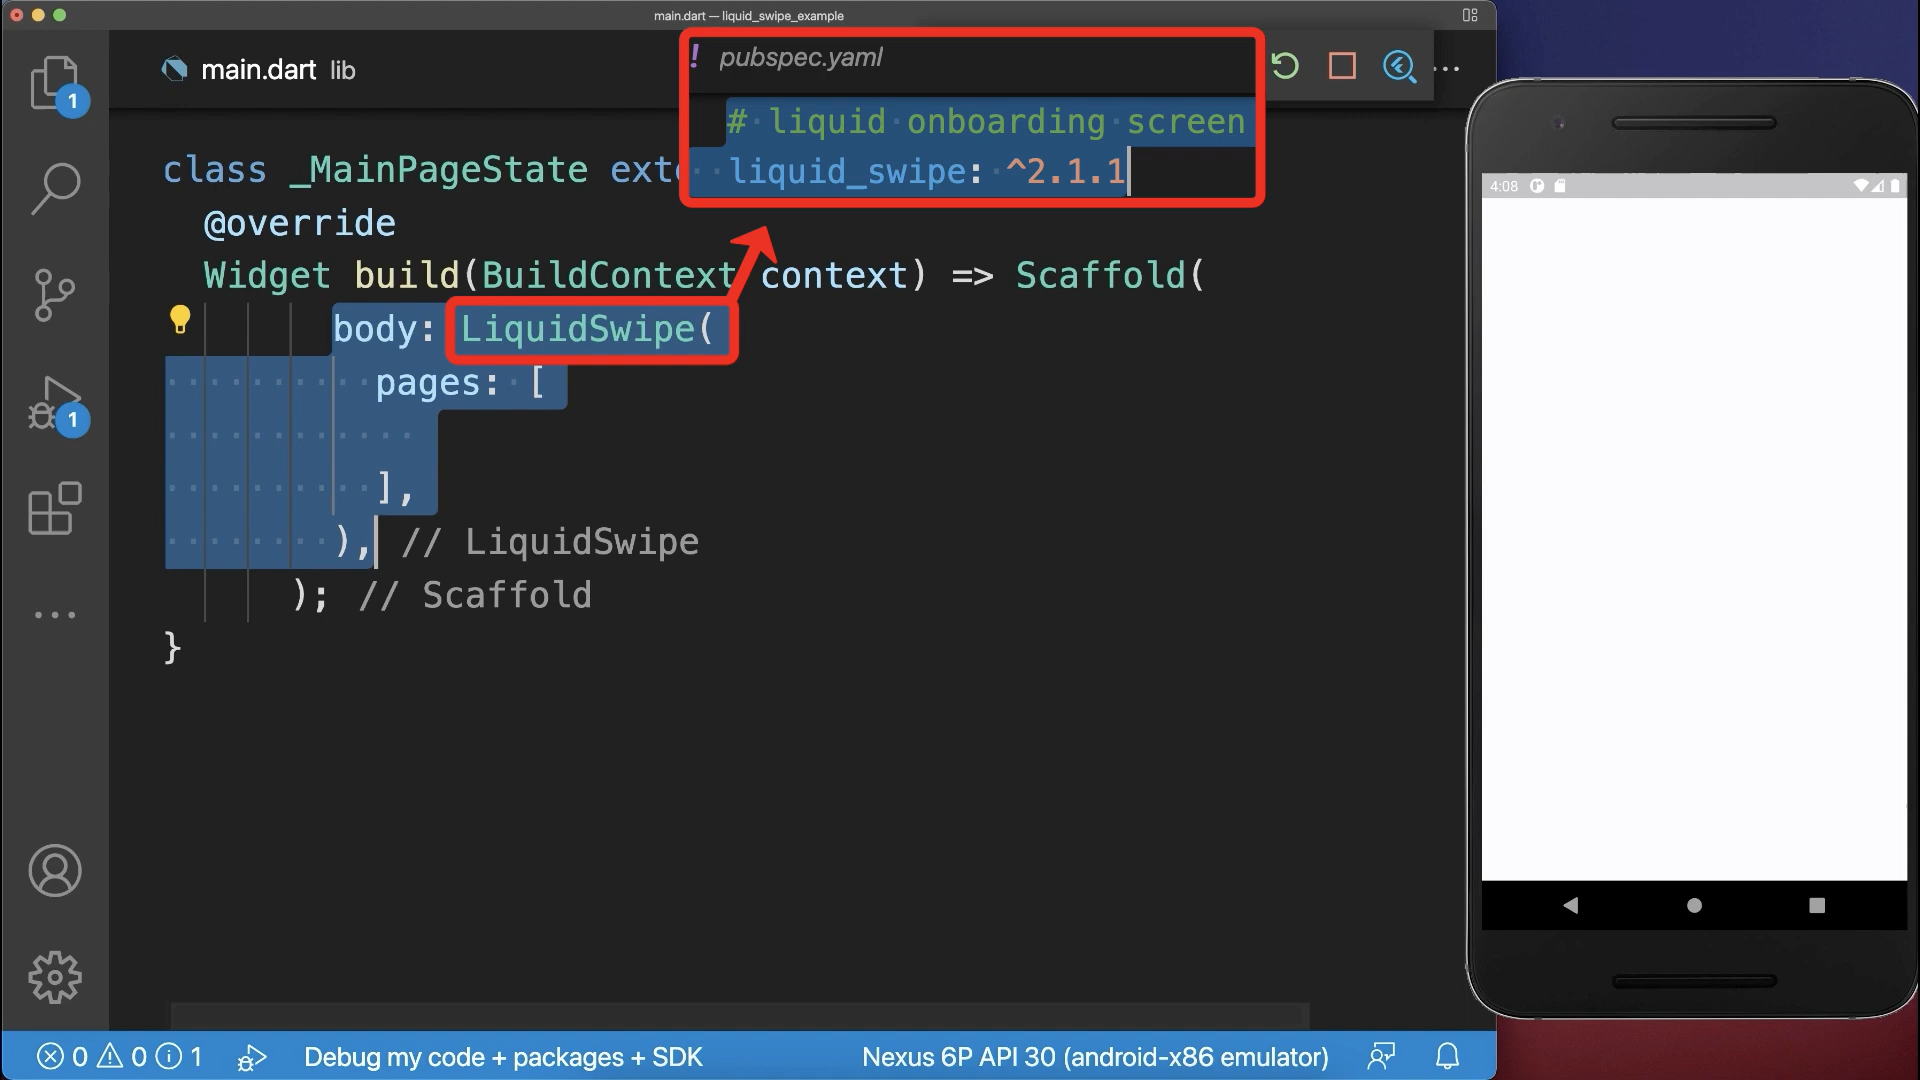 main.dart — liquid_swipe_example
main.dart lib
! pubspec.yaml
# liquid onboarding screen
liquid_swipe: ^2.1.1
class _MainPageState exte
@override
Widget build(BuildContext context) => Scaffold(
body: LiquidSwipe(
pages: [
],
), // LiquidSwipe
); // Scaffold
}
1
1
0 0 1
Debug my code + packages + SDK
Nexus 6P API 30 (android-x86 emulator)
4:08